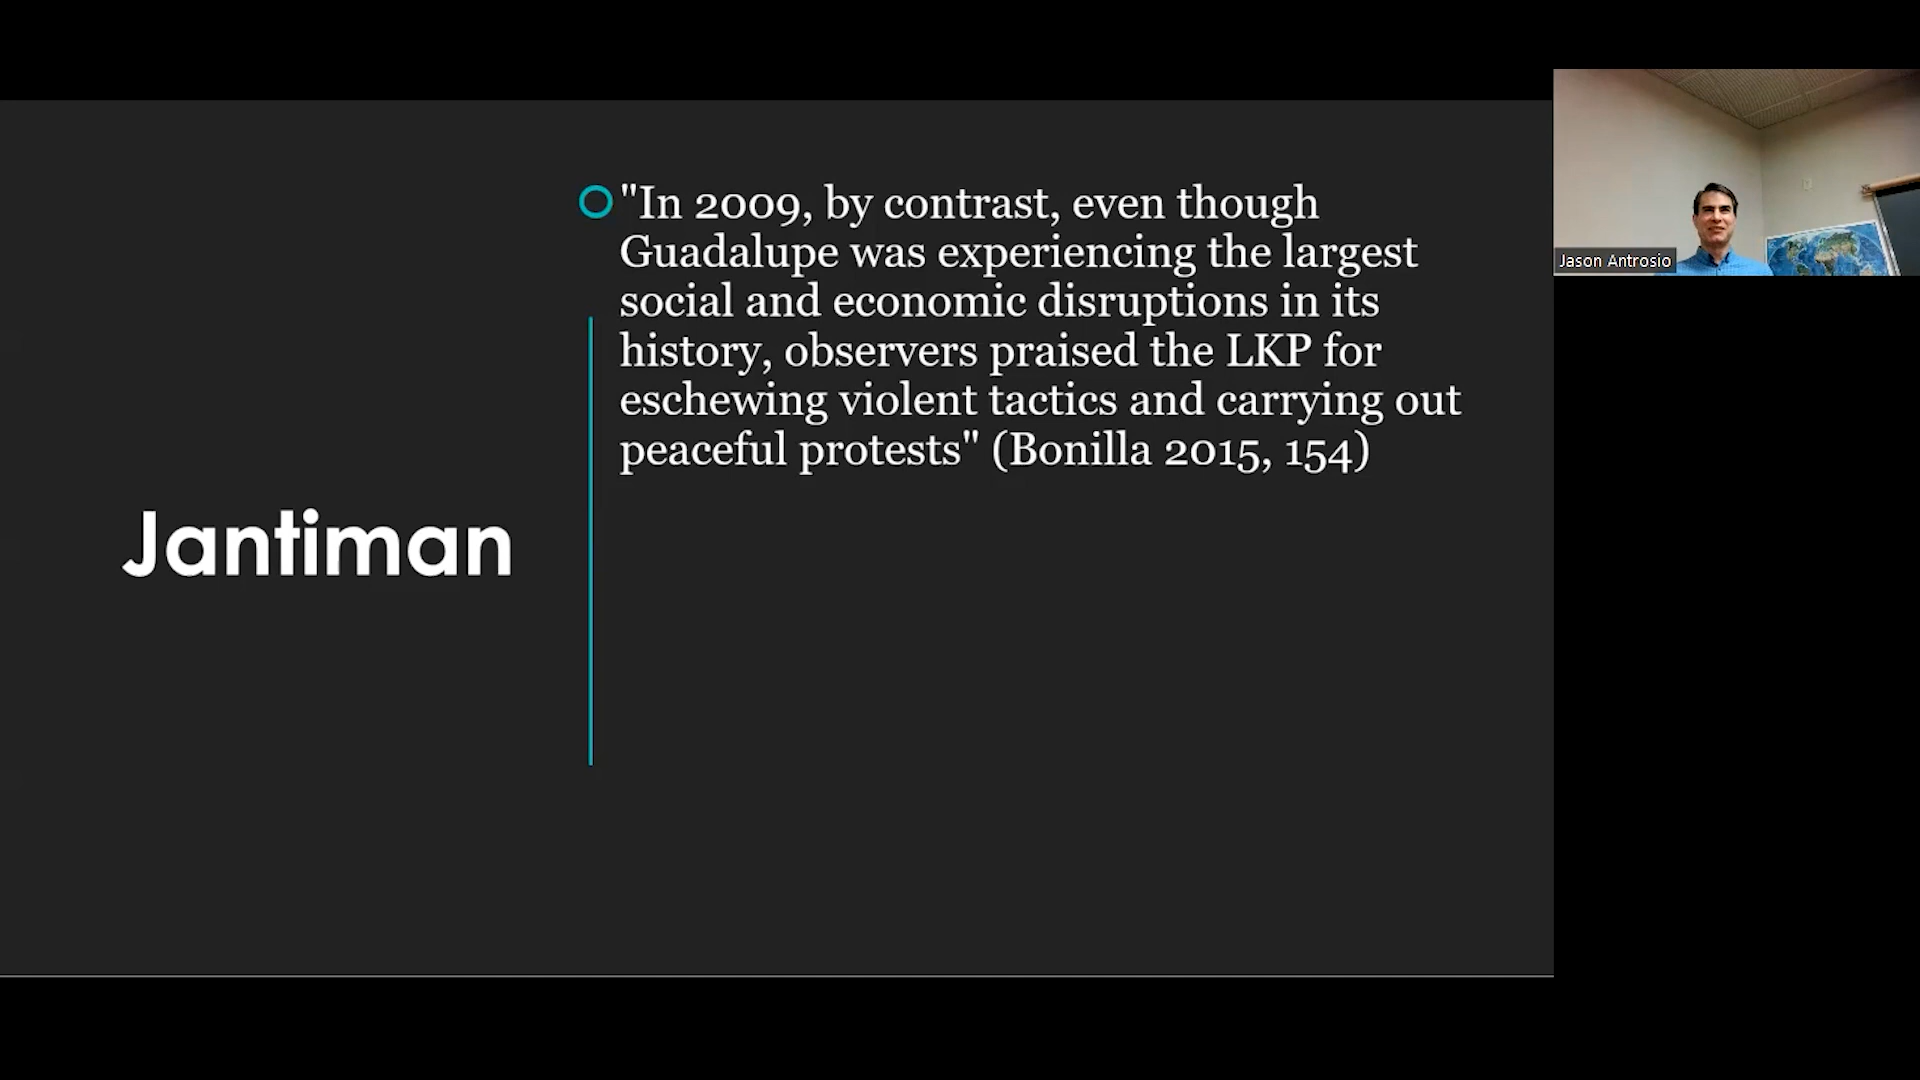 "In 2009, by contrast, even though
Guadalupe was experiencing the largest
social and economic disruptions in its
history, observers praised the LKP for
eschewing violent tactics and carrying out
peaceful protests" (Bonilla 2015, 154)
Jantiman
Jason Antrosio